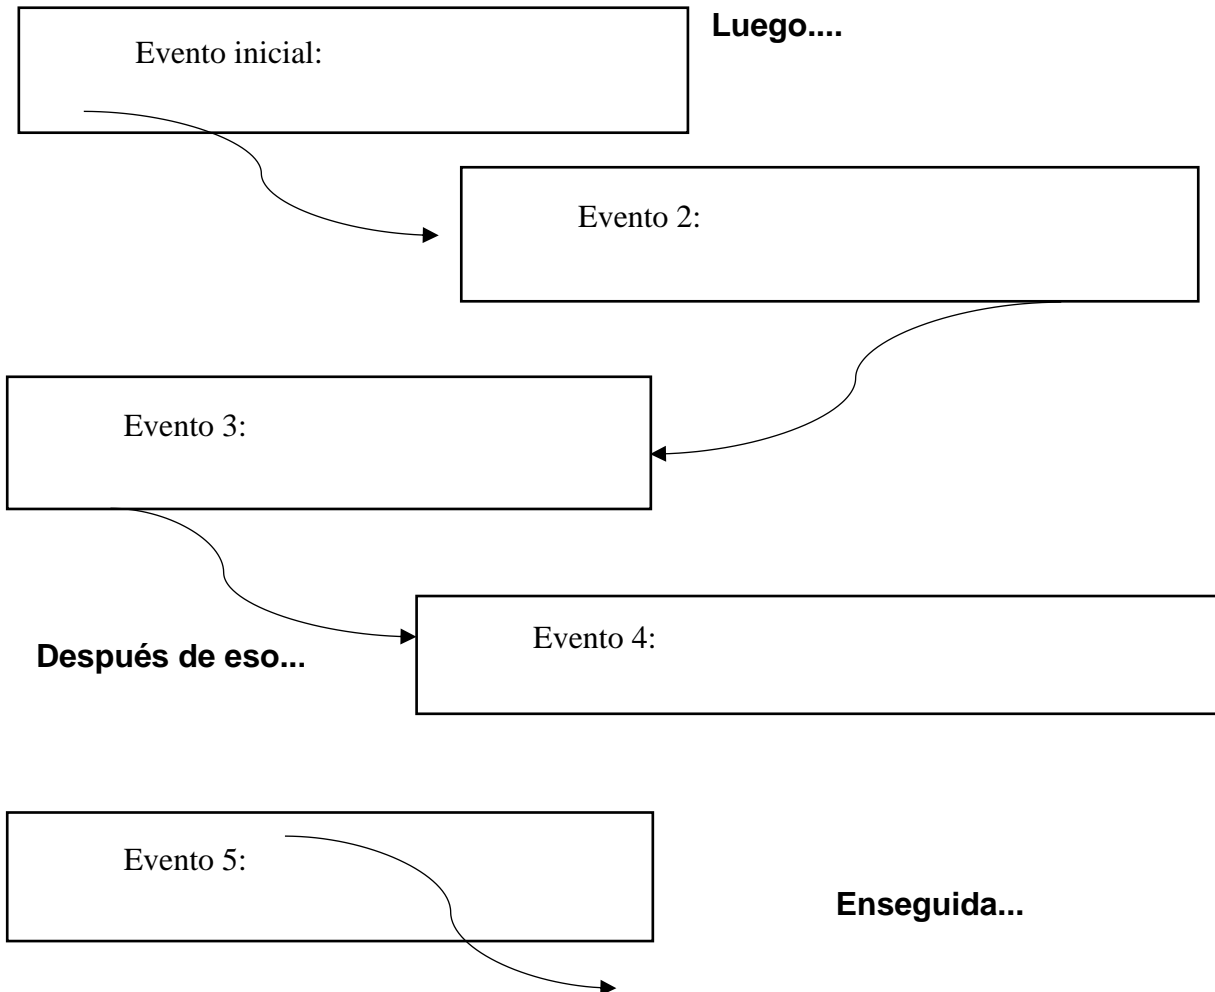 Evento inicial:
Luego....
Evento 2:
Evento 3:
Evento 4:
Después de eso...
Evento 5:
Enseguida...